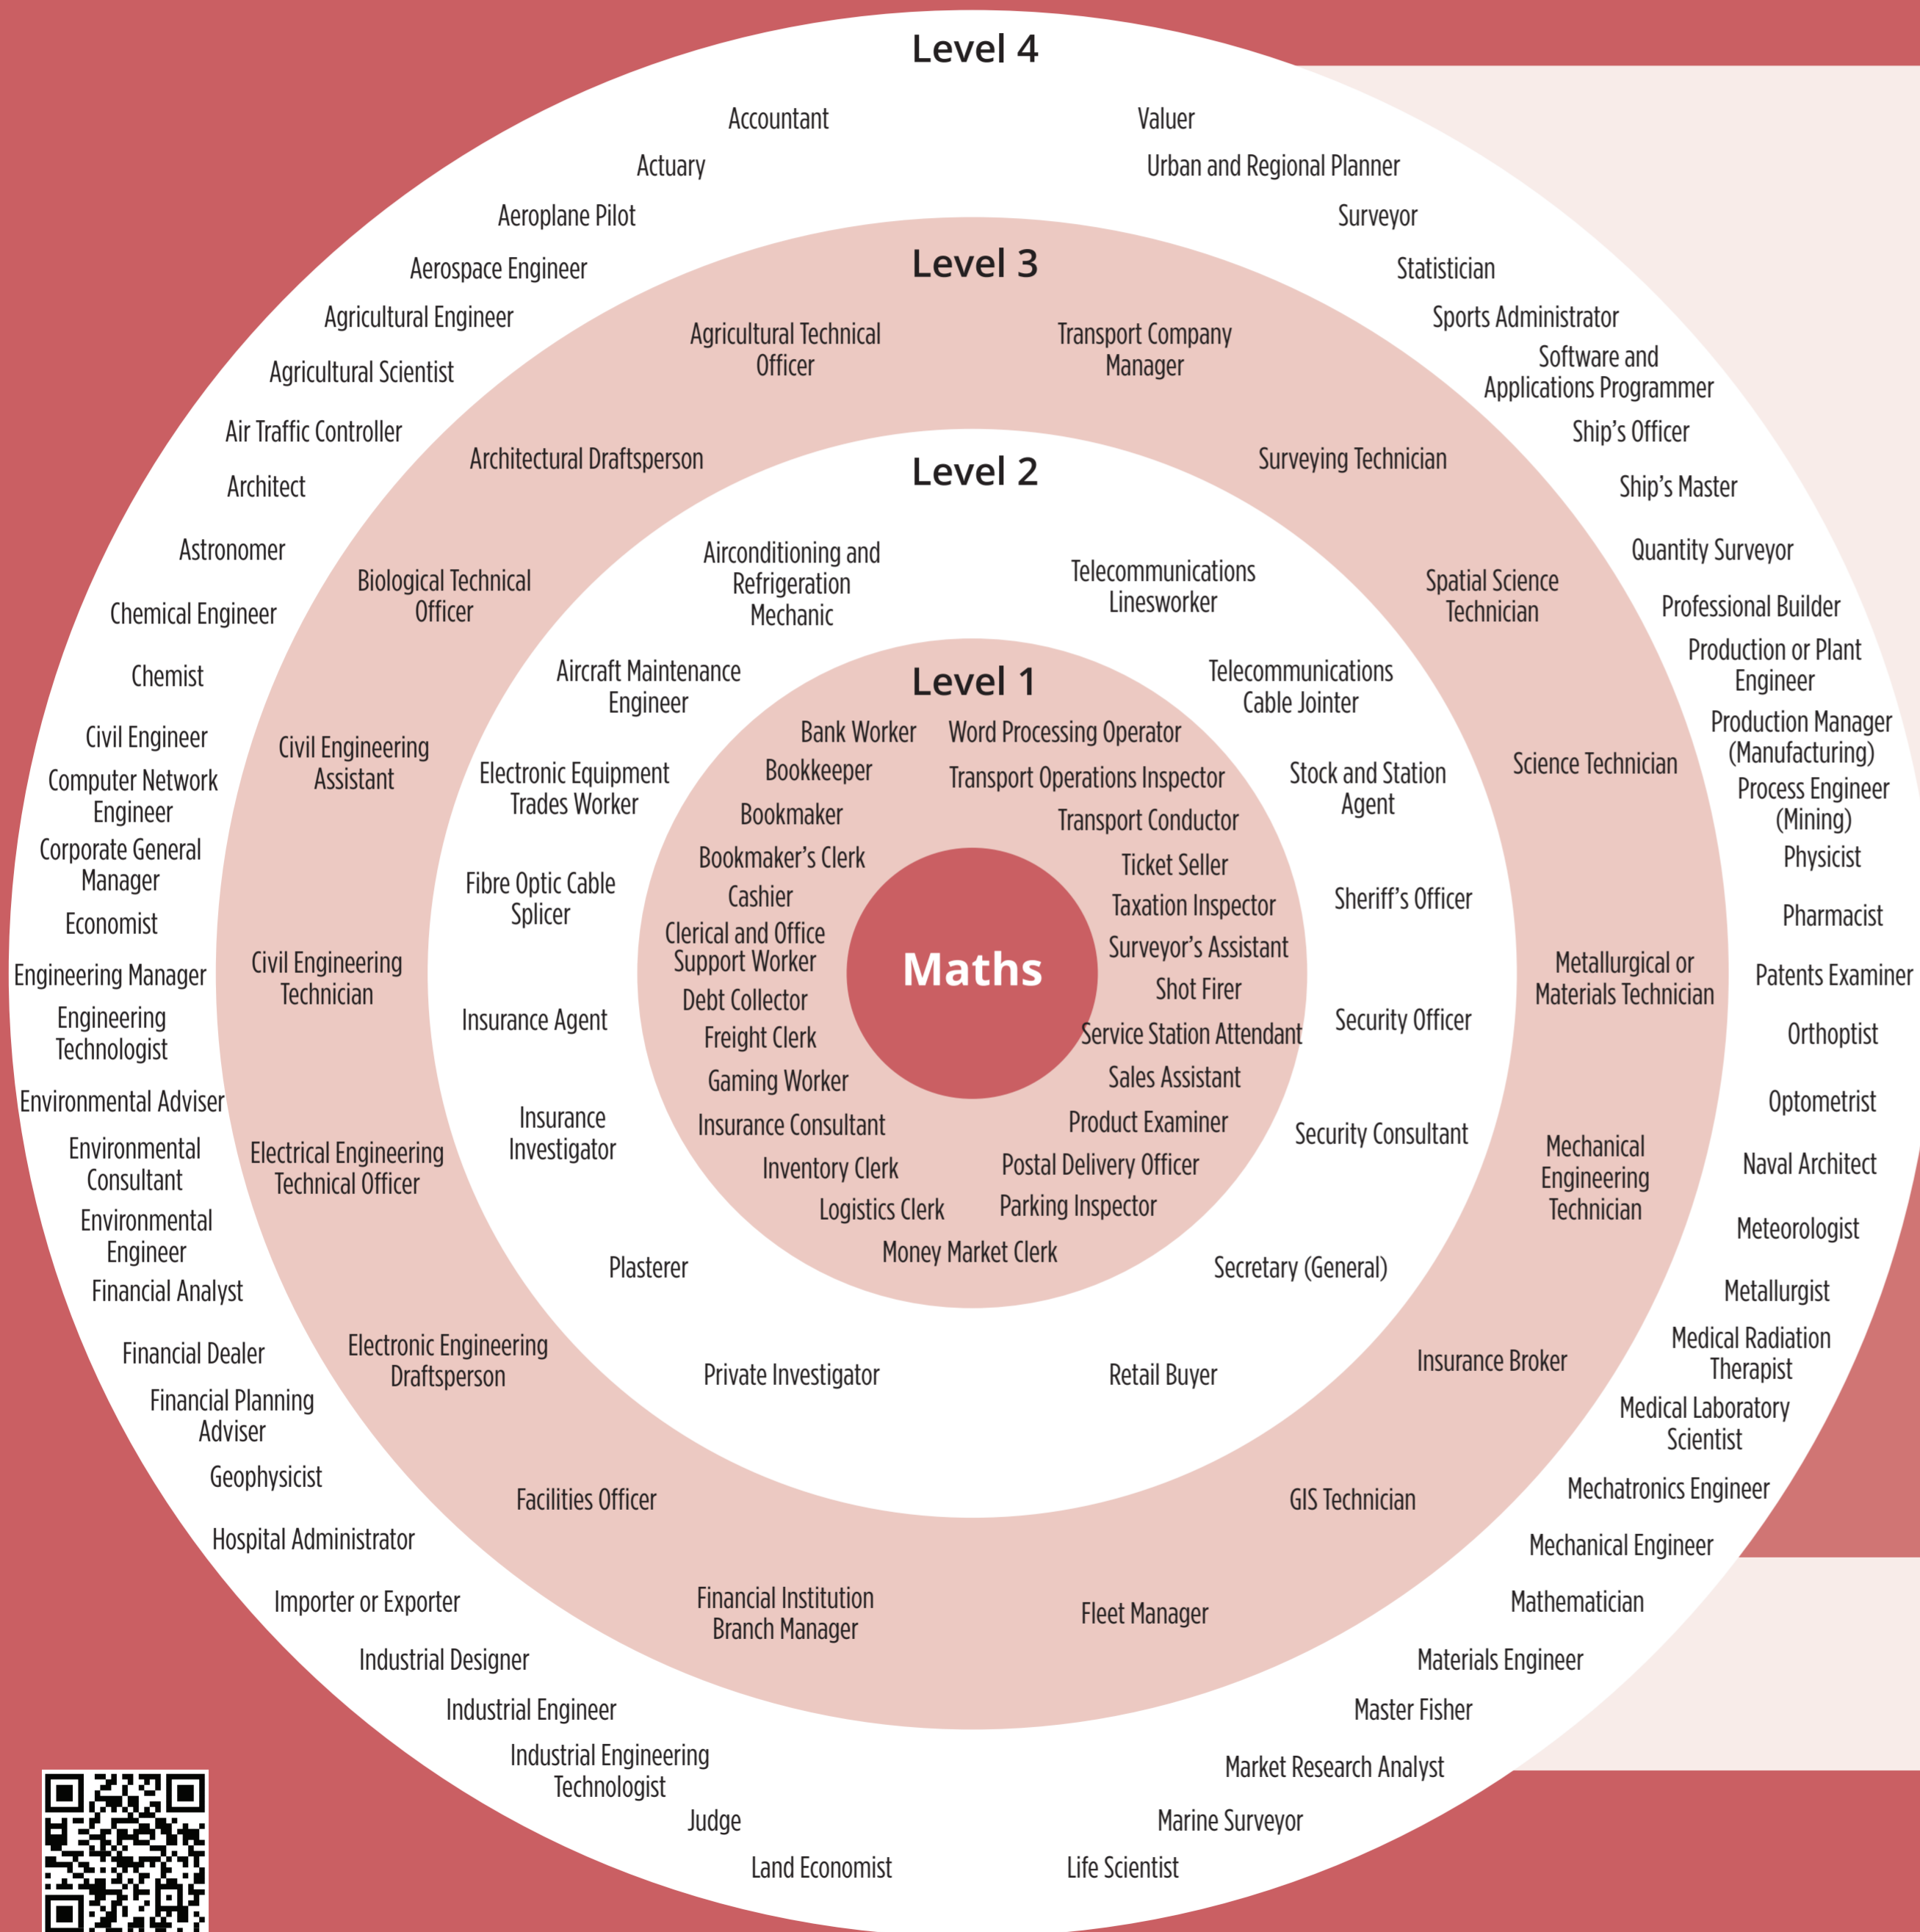 Level 4
Accountant
Actuary
Aeroplane Pilot
Aerospace Engineer
Agricultural Engineer
Agricultural Scientist
Air Traffic Controller
Architect
Astronomer
Chemical Engineer
Chemist
Civil Engineer
Computer Network
Engineer
Corporate General
Manager
Economist
Engineering Manager
Engineering
Technologist
Environmental Adviser
Environmental
Consultant
Environmental
Engineer
Financial Analyst
Financial Dealer
Financial Planning
Adviser
Geophysicist
Hospital Administrator
Importer or Exporter
Industrial Designer
Industrial Engineer
Industrial Engineering
Technologist
Judge
Land Economist
Valuer
Urban and Regional Planner
Surveyor
Statistician
Sports Administrator
Software and
Applications Programmer
Ship's Officer
Ship's Master
Quantity Surveyor
Professional Builder
Production or Plant
Engineer
Production Manager
(Manufacturing)
Process Engineer
(Mining)
Physicist
Pharmacist
Patents Examiner
Orthoptist
Optometrist
Naval Architect
Meteorologist
Metallurgist
Medical Radiation
Therapist
Medical Laboratory
Scientist
Mechatronics Engineer
Mechanical Engineer
Mathematician
Materials Engineer
Master Fisher
Market Research Analyst
Marine Surveyor
Life Scientist
Level 3
Agricultural Technical
Officer
Architectural Draftsperson
Biological Technical
Officer
Civil Engineering
Assistant
Civil Engineering
Technician
Electrical Engineering
Technical Officer
Electronic Engineering
Draftsperson
Facilities Officer
Financial Institution
Branch Manager
Transport Company
Manager
Surveying Technician
Spatial Science
Technician
Science Technician
Metallurgical or
Materials Technician
Mechanical
Engineering
Technician
Insurance Broker
GIS Technician
Fleet Manager
Level 2
Airconditioning and
Refrigeration
Mechanic
Aircraft Maintenance
Engineer
Electronic Equipment
Trades Worker
Fibre Optic Cable
Splicer
Insurance Agent
Insurance
Investigator
Plasterer
Private Investigator
Telecommunications
Linesworker
Telecommunications
Cable Jointer
Stock and Station
Agent
Sheriff's Officer
Security Officer
Security Consultant
Secretary (General)
Retail Buyer
Level 1
Bank Worker
Bookkeeper
Bookmaker
Bookmaker's Clerk
Cashier
Clerical and Office
Support Worker
Debt Collector
Freight Clerk
Gaming Worker
Insurance Consultant
Inventory Clerk
Logistics Clerk
Money Market Clerk
Word Processing Operator
Transport Operations Inspector
Transport Conductor
Ticket Seller
Taxation Inspector
Surveyor's Assistant
Shot Firer
Service Station Attendant
Sales Assistant
Product Examiner
Postal Delivery Officer
Parking Inspector
Maths